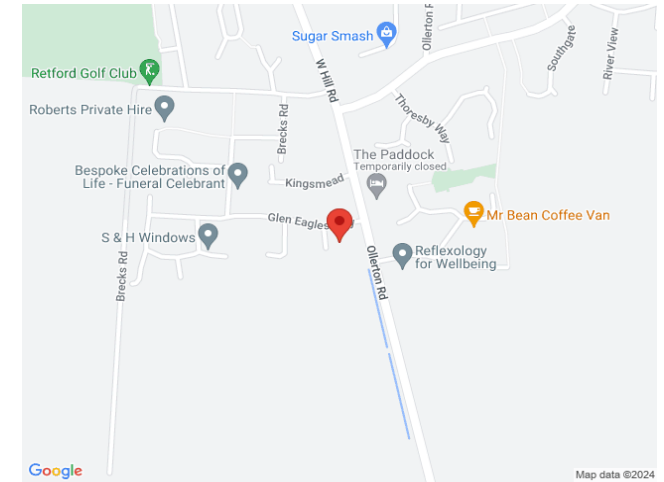 Sugar Smash
Ollerton R
Southgate
River View
W Hill Rd
Retford Golf Club
Roberts Private Hire
Brecks Rd
Thoresby Way
The Paddock
Temporarily closed
Bespoke Celebrations of
Life - Funeral Celebrant
Kingsmead
Glen Eagles
Mr Bean Coffee Van
S & H Windows
Reflexology
for Wellbeing
Ollerton Rd
Brecks Rd
Google
Map data ©2024